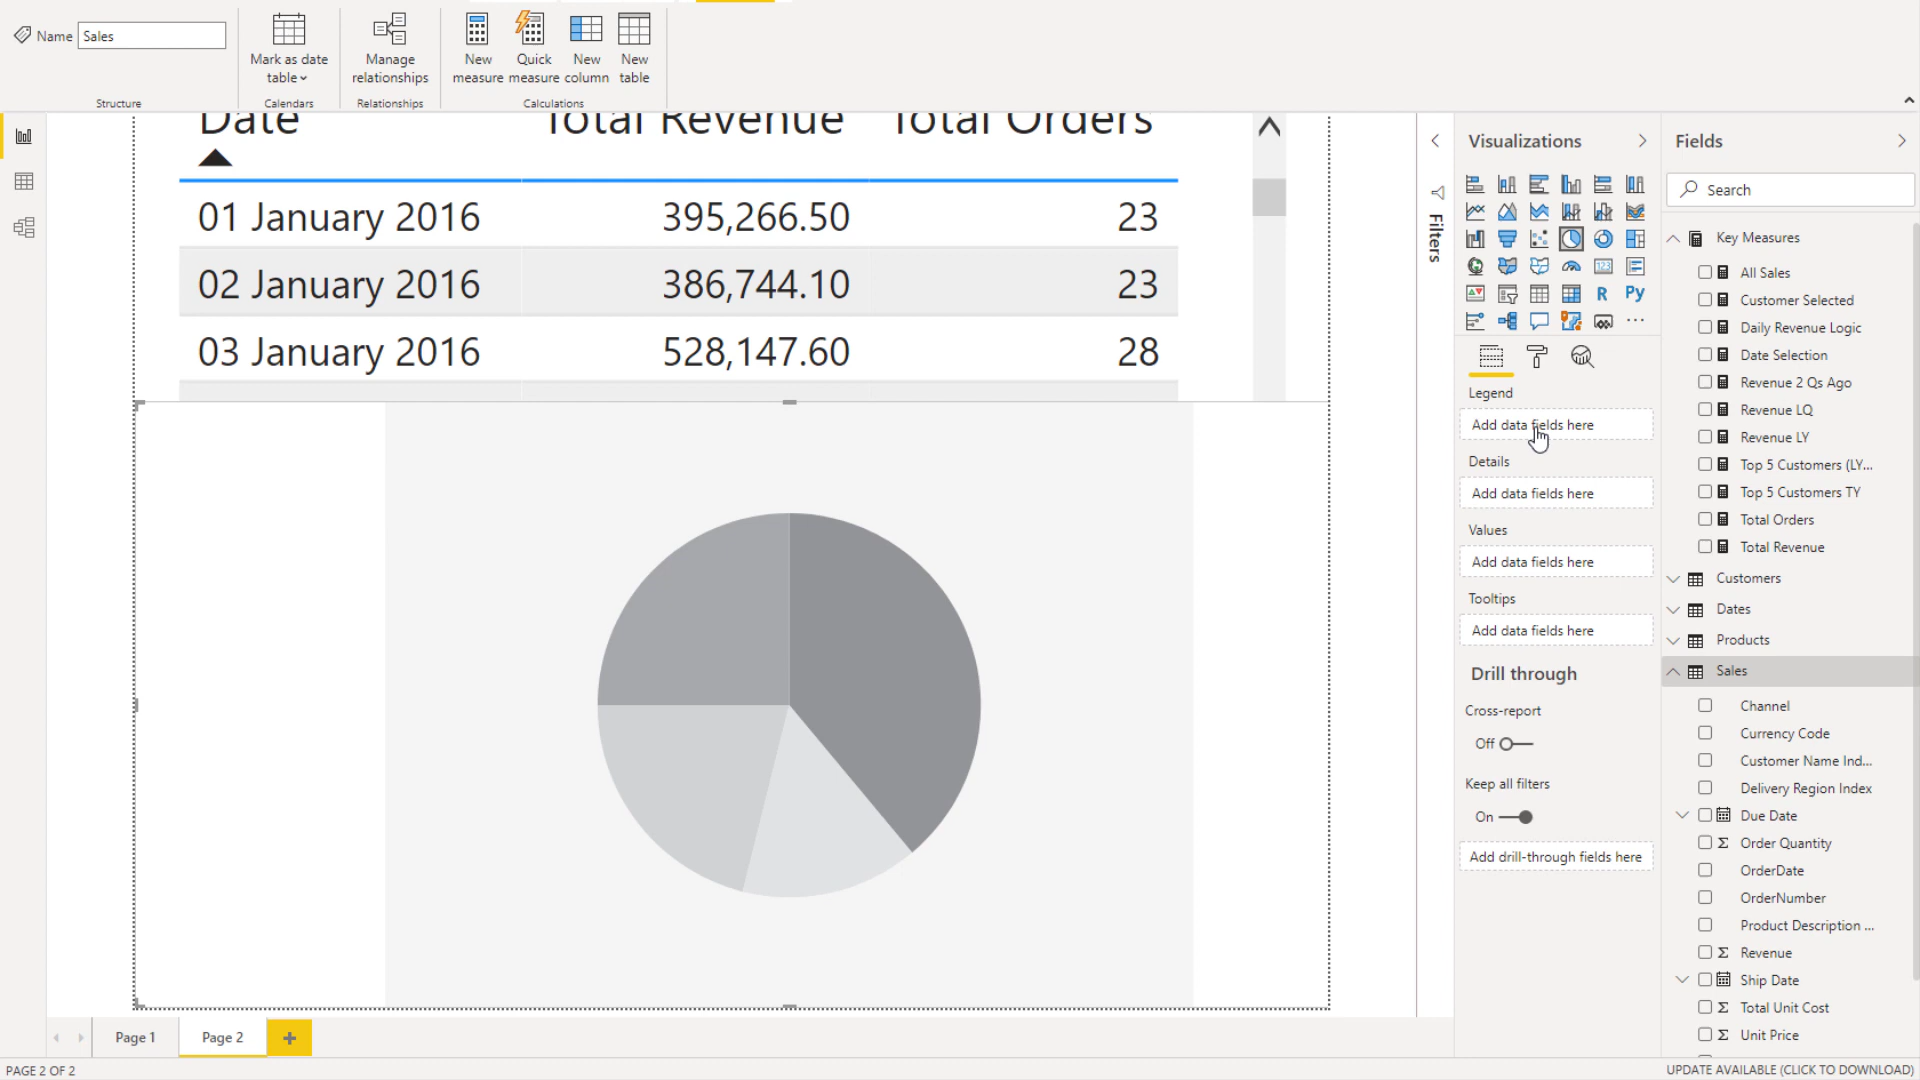 Name
Sales
Mark as date
table
Manage
relationships
New
measure
Quick
measure
New
column
New
table
Structure
Calendars
Relationships
Calculations
Date
Total Revenue
Total Orders
01 January 2016
395,266.50
23
02 January 2016
386,744.10
23
03 January 2016
528,147.60
28
Filters
Visualizations
123
R
Py
Legend
Add data fields here
Details
Add data fields here
Values
Add data fields here
Tooltips
Add data fields here
Drill through
Cross-report
Off
Keep all filters
On
Add drill-through fields here
Fields
Search
Key Measures
All Sales
Customer Selected
Daily Revenue Logic
Date Selection
Revenue 2 Qs Ago
Revenue LQ
Revenue LY
Top 5 Customers (LY...
Top 5 Customers TY
Total Orders
Total Revenue
Customers
Dates
Products
Sales
Channel
Currency Code
Customer Name Ind...
Delivery Region Index
Due Date
Σ Order Quantity
OrderDate
OrderNumber
Product Description ...
Σ Revenue
Ship Date
Σ Total Unit Cost
Σ Unit Price
Page 1
Page 2
PAGE 2 OF 2
UPDATE AVAILABLE (CLICK TO DOWNLOAD)